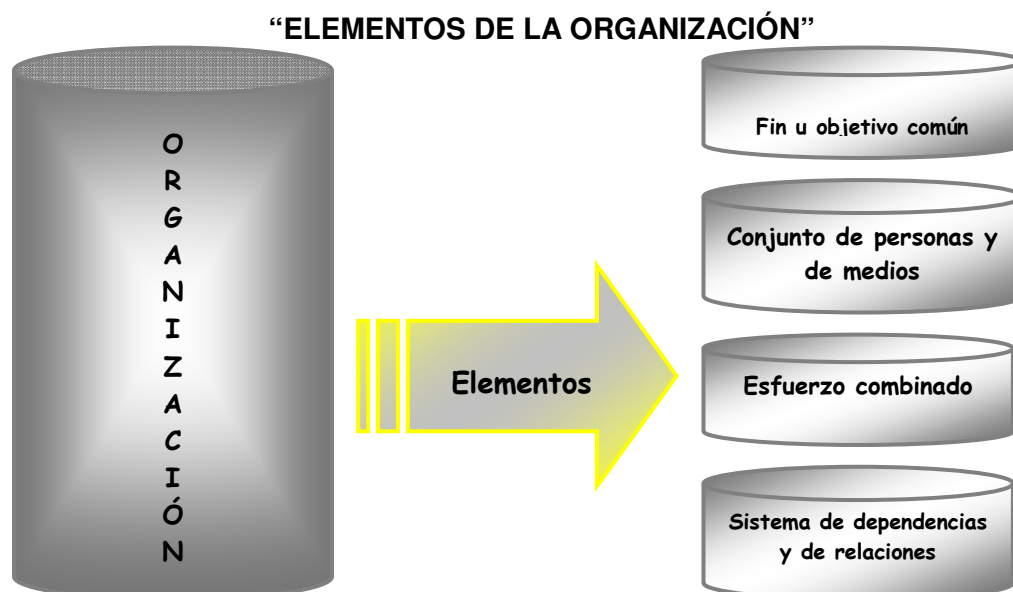 “ELEMENTOS DE LA ORGANIZACIÓN”
ORGANIZACIÓN
Elementos
Fin u objetivo común
Conjunto de personas y
de medios
Esfuerzo combinado
Sistema de dependencias
y de relaciones